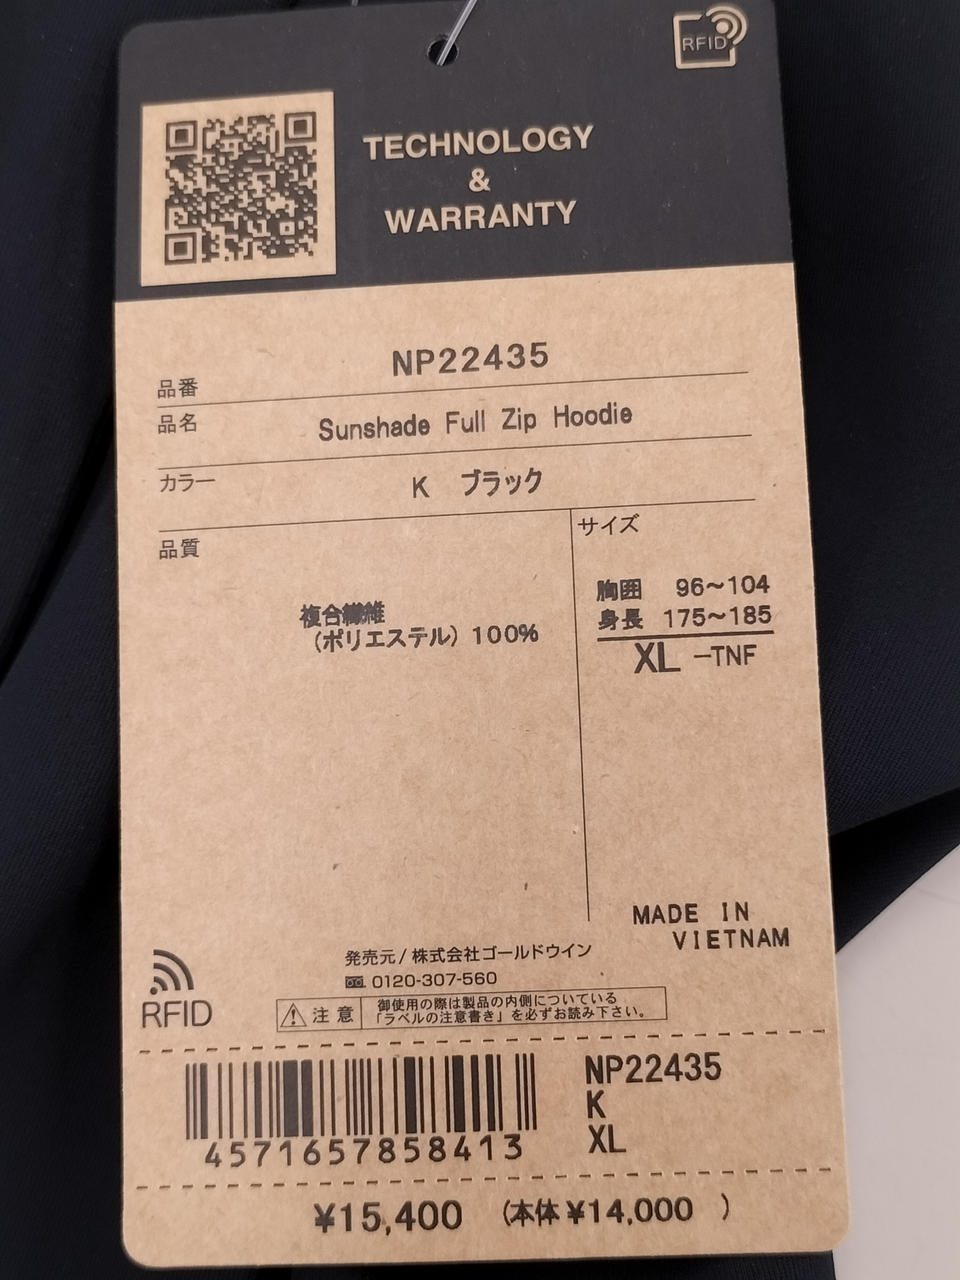 RFID
TECHNOLOGY
&
WARRANTY
品番 NP22435
品名 Sunshade Full Zip Hoodie
カラー K ブラック
品質
サイズ
複合繊維
(ポリエステル) 100%
胸囲 96~104
身長 175~185
XL -TNF
MADE IN
VIETNAM
発売元/株式会社ゴールドウイン
0120-307-560
RFID
注意
御使用の際は製品の内側についている
「ラベルの注意書き」を必ずお読み下さい。
4571657858413
NP22435
K
XL
¥15,400 (本体 ¥14,000 )